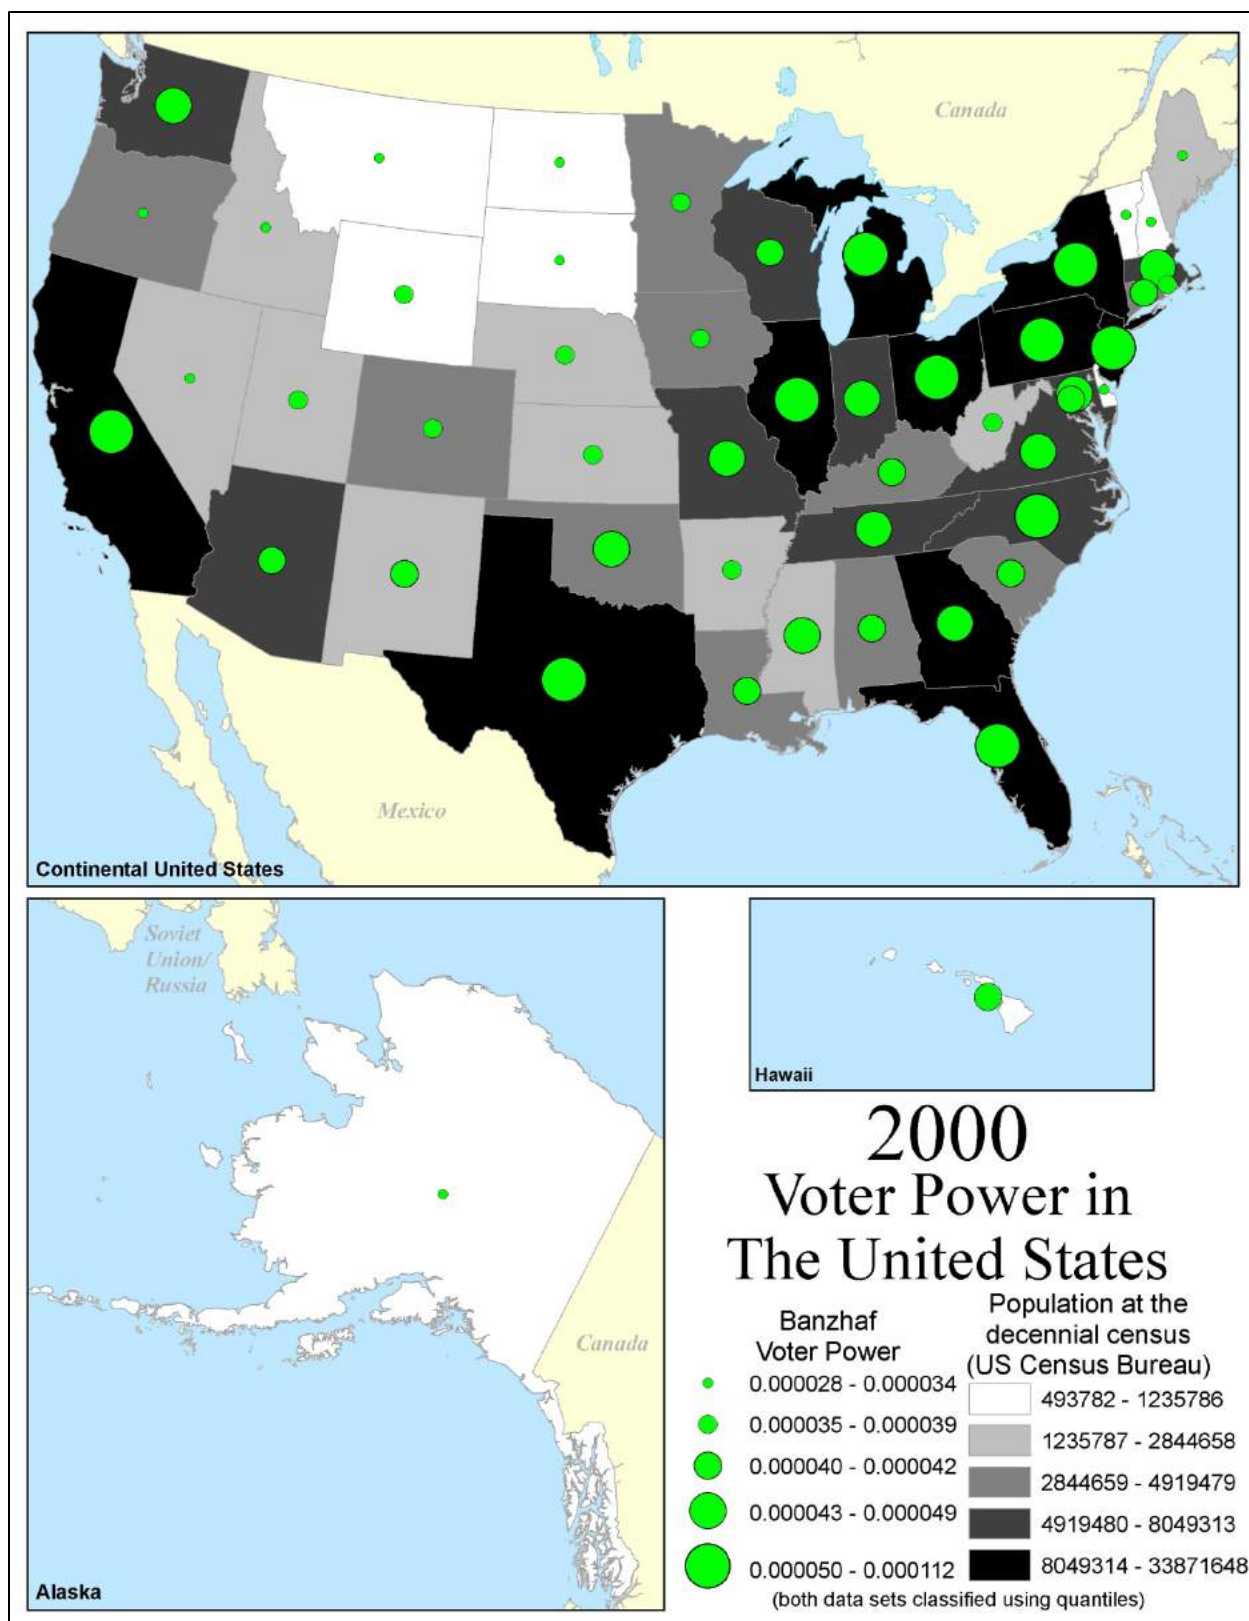 Canada
Mexico
Continental United States
Soviet
Union/
Russia
Canada
Alaska
Hawaii
2000
Voter Power in
The United States
Banzhaf
Voter Power
0.000028 - 0.000034
0.000035 - 0.000039
0.000040 - 0.000042
0.000043 - 0.000049
0.000050 - 0.000112
Population at the
decennial census
(US Census Bureau)
493782 - 1235786
1235787 - 2844658
2844659 - 4919479
4919480 - 8049313
8049314 - 33871648
(both data sets classified using quantiles)